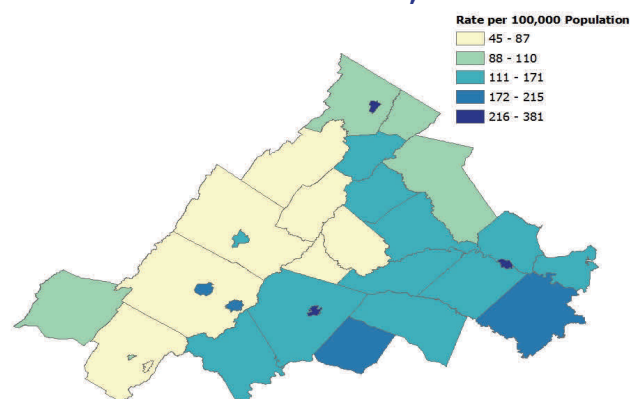 Rate per 100,000 Population
45 - 87
88 - 110
111 - 171
172 - 215
216 - 381